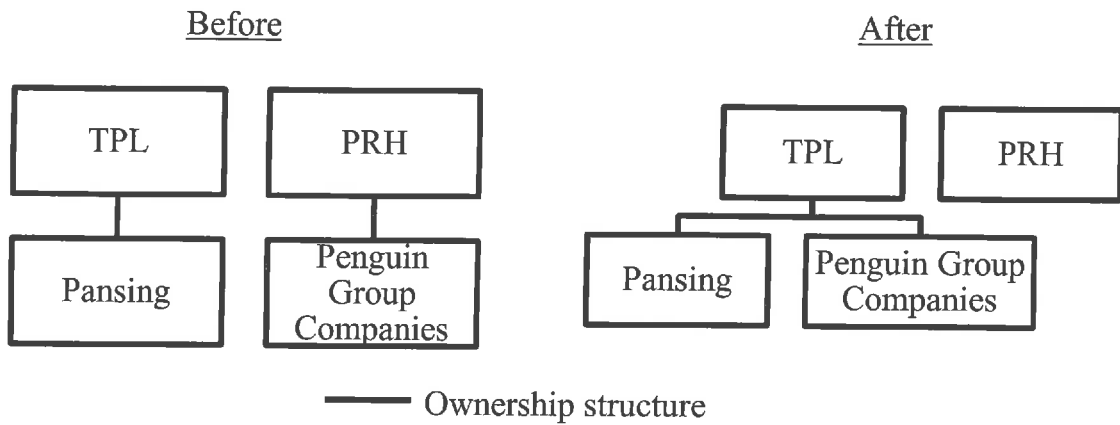 Before
After
TPL
PRH
TPL
PRH
Pansing
Penguin
Group
Companies
Pansing
Penguin Group
Companies
Ownership structure